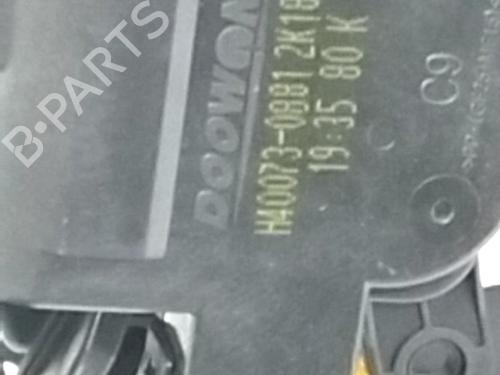 B-PARTS
DOOWON
H40073-0881 2K18
19:35 80 K
C9